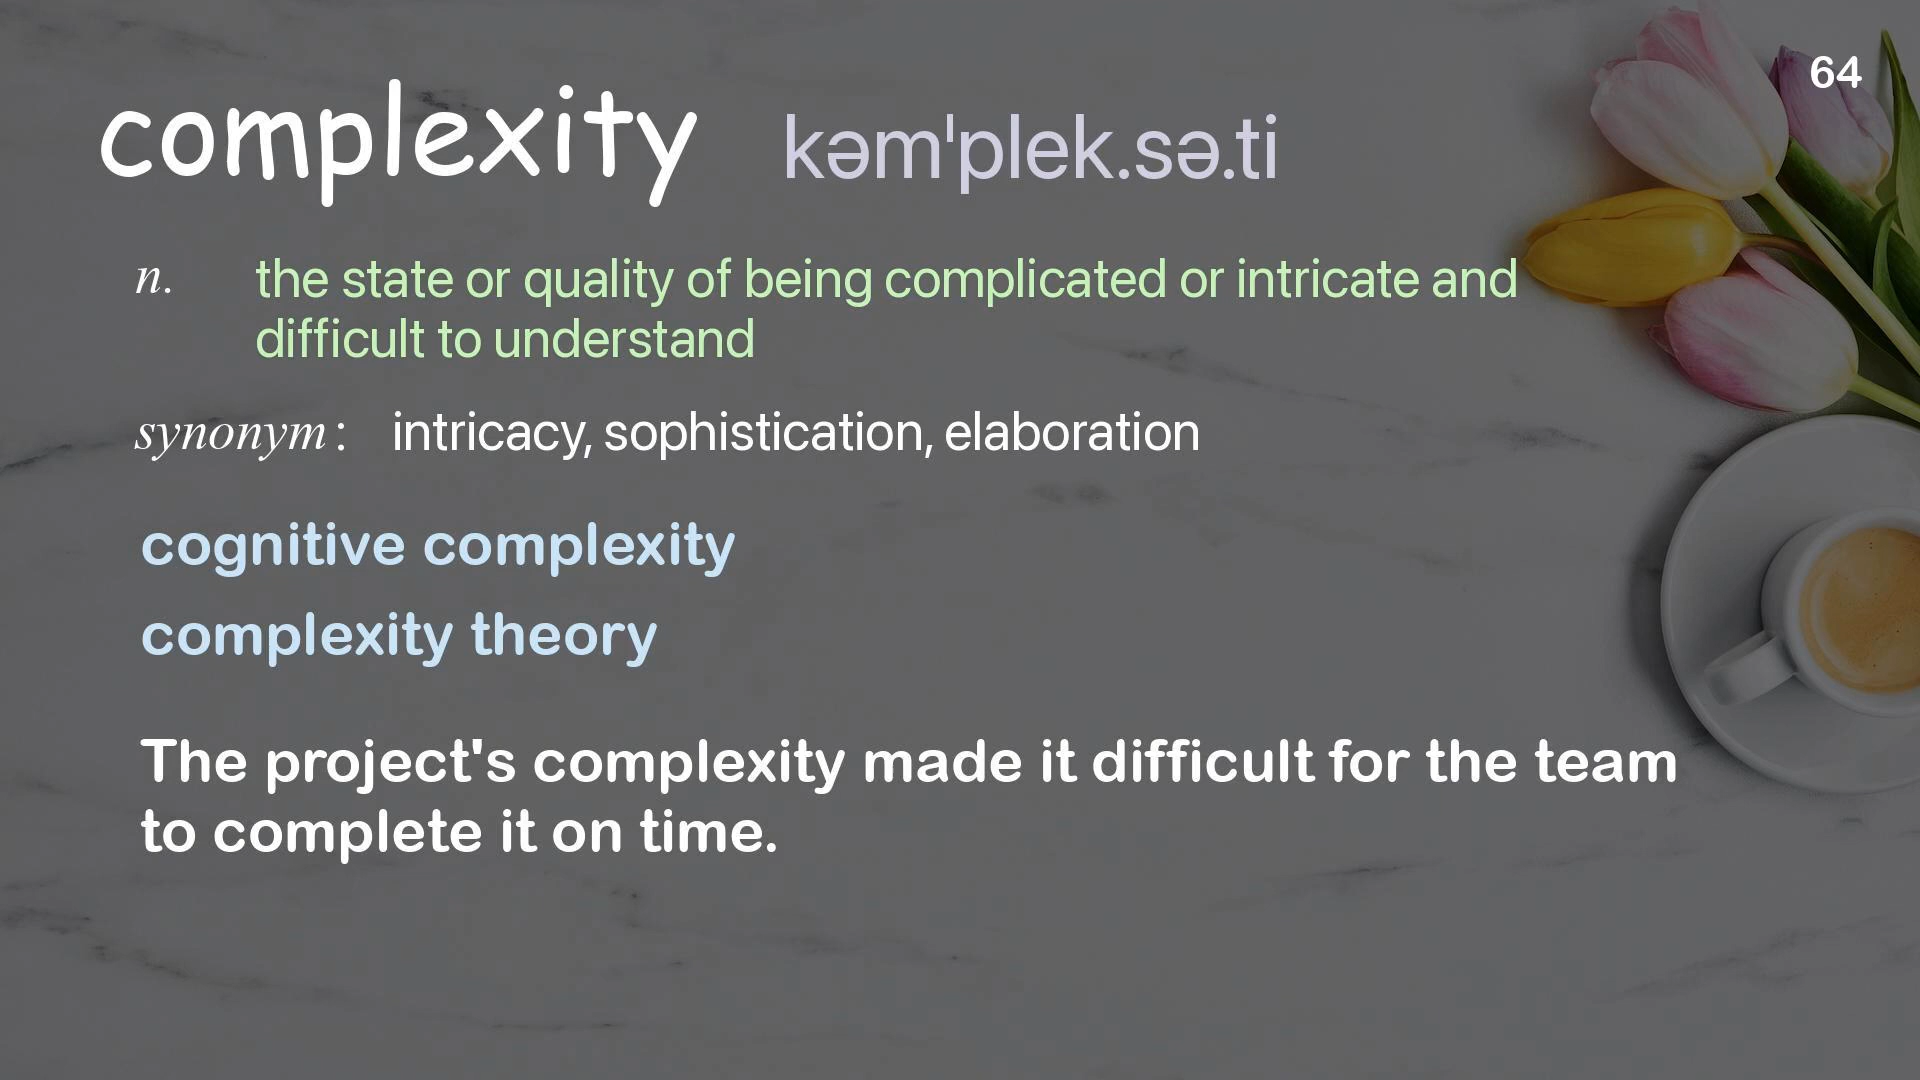 64
complexity kəm'plek.sə.ti
n. the state or quality of being complicated or intricate and
difficult to understand
synonym: intricacy, sophistication, elaboration
cognitive complexity
complexity theory
The project's complexity made it difficult for the team
to complete it on time.